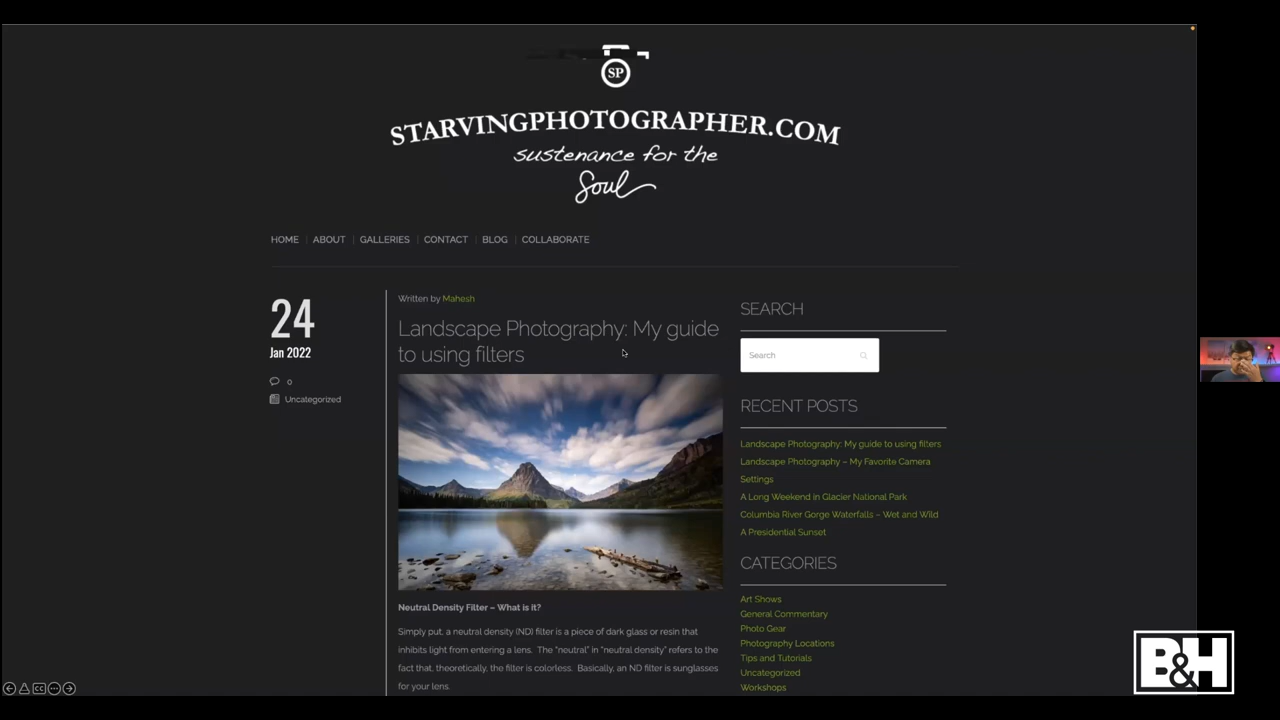 SP
STARVINGPHOTOGRAPHER.COM
sustenance for the
Soul
HOME
ABOUT
GALLERIES
CONTACT
BLOG
COLLABORATE
24
Jan 2022
0
Uncategorized
Written by Mahesh
Landscape Photography: My guide
to using filters
Neutral Density Filter – What is it?
Simply put, a neutral density (ND) filter is a piece of dark glass or resin that
inhibits light from entering a lens. The "neutral" in "neutral density" refers to the
fact that, theoretically, the filter is colorless. Basically, an ND filter is sunglasses
for your lens.
SEARCH
Search
RECENT POSTS
Landscape Photography: My guide to using filters
Landscape Photography – My Favorite Camera
Settings
A Long Weekend in Glacier National Park
Columbia River Gorge Waterfalls – Wet and Wild
A Presidential Sunset
CATEGORIES
Art Shows
General Commentary
Photo Gear
Photography Locations
Tips and Tutorials
Uncategorized
Workshops
CC
B&H